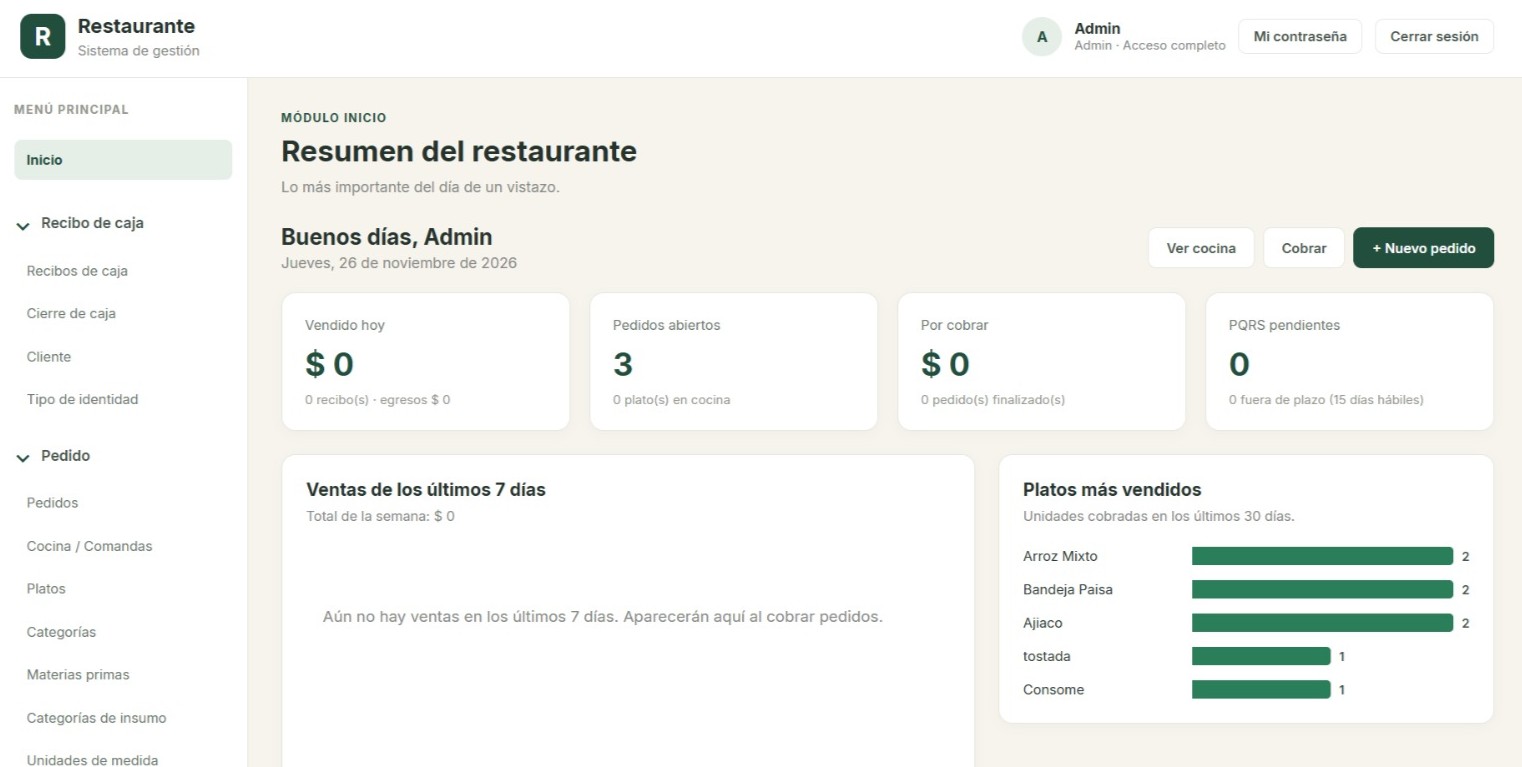 R
Restaurante
Sistema de gestión
A
Admin
Admin · Acceso completo
Mi contraseña
Cerrar sesión
MENÚ PRINCIPAL
Inicio
Recibo de caja
Recibos de caja
Cierre de caja
Cliente
Tipo de identidad
Pedido
Pedidos
Cocina / Comandas
Platos
Categorías
Materias primas
Categorías de insumo
Unidades de medida
MÓDULO INICIO
Resumen del restaurante
Lo más importante del día de un vistazo.
Buenos días, Admin
Jueves, 26 de noviembre de 2026
Ver cocina
Cobrar
+ Nuevo pedido
Vendido hoy
$ 0
0 recibo(s) · egresos $ 0
Pedidos abiertos
3
0 plato(s) en cocina
Por cobrar
$ 0
0 pedido(s) finalizado(s)
PQRS pendientes
0
0 fuera de plazo (15 días hábiles)
Ventas de los últimos 7 días
Total de la semana: $ 0
Aún no hay ventas en los últimos 7 días. Aparecerán aquí al cobrar pedidos.
Platos más vendidos
Unidades cobradas en los últimos 30 días.
Arroz Mixto 2
Bandeja Paisa 2
Ajiaco 2
tostada 1
Consome 1